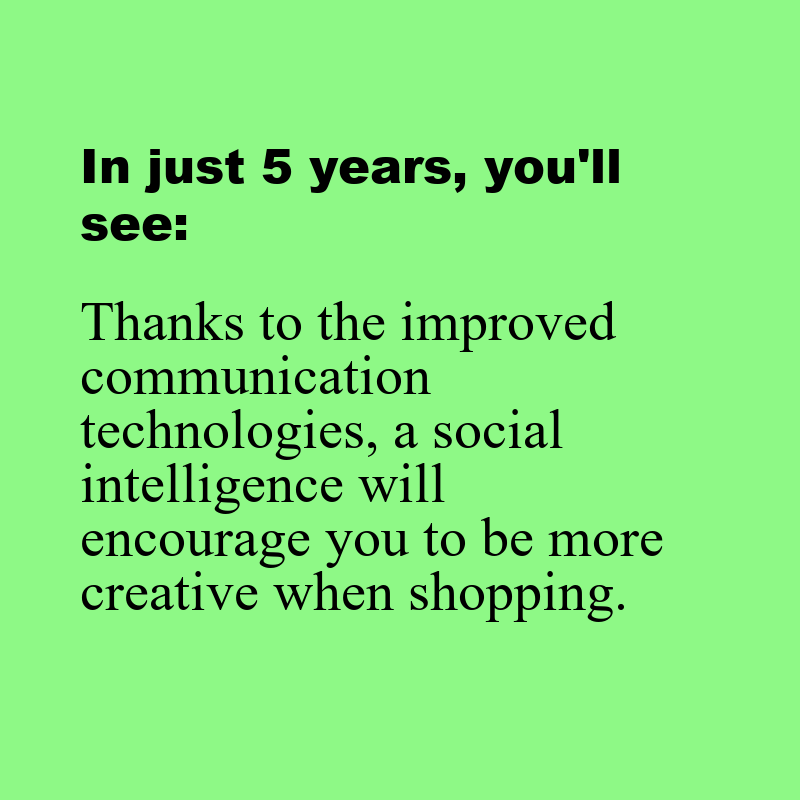 In just 5 years, you'll
see:
Thanks to the improved
communication
technologies, a social
intelligence will
encourage you to be more
creative when shopping.